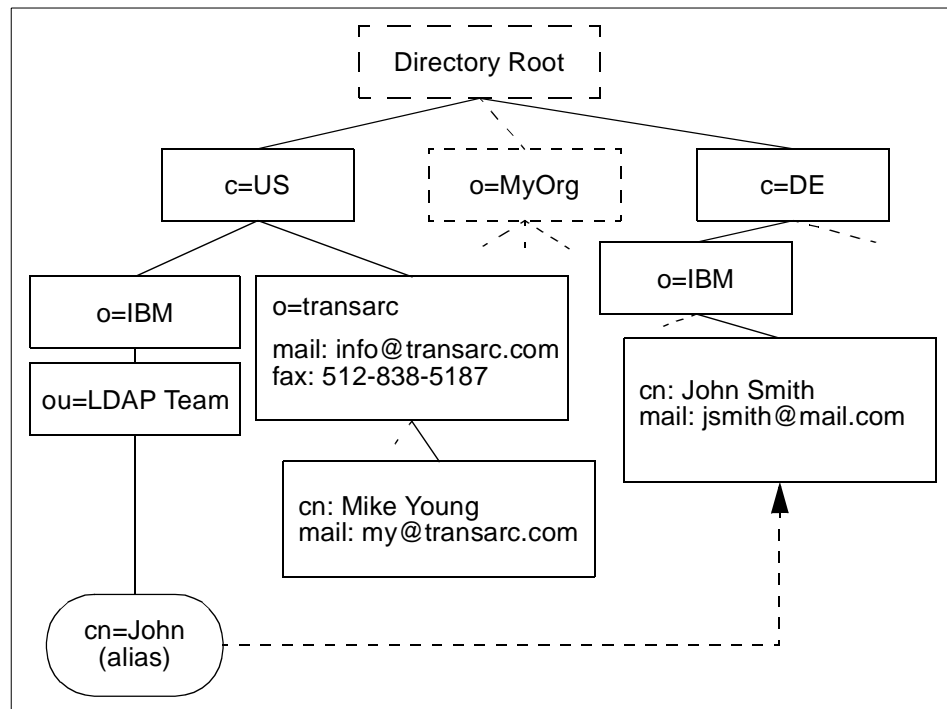 Directory Root
c=US
o=MyOrg
c=DE
o=IBM
o=transarc
mail: info@transarc.com
fax: 512-838-5187
o=IBM
ou=LDAP Team
cn: John Smith
mail: jsmith@mail.com
cn: Mike Young
mail: my@transarc.com
cn=John
(alias)